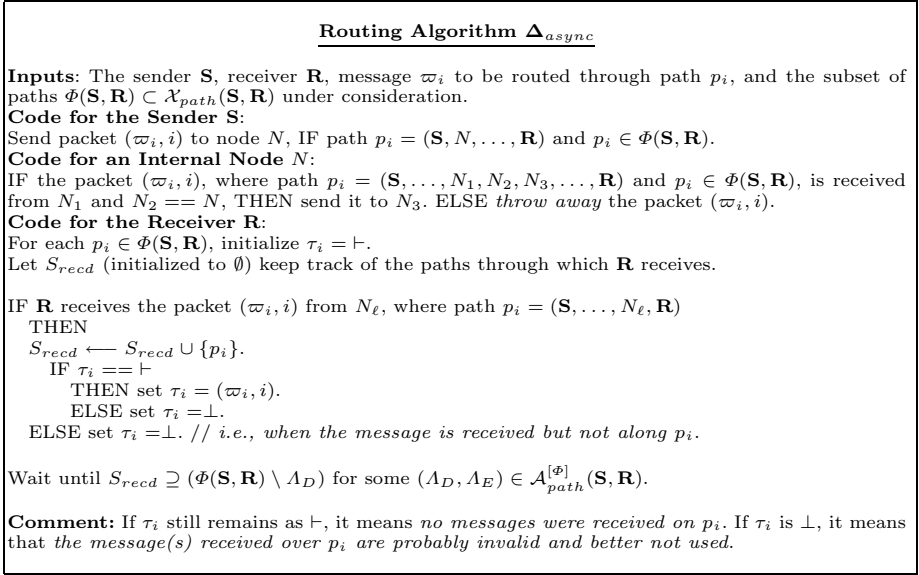 Routing Algorithm Δ_async
Inputs: The sender S, receiver R, message ϖ_i to be routed through path p_i, and the subset of
paths Φ(S, R) ⊂ 𝒳_path(S, R) under consideration.
Code for the Sender S:
Send packet (ϖ_i, i) to node N, IF path p_i = (S, N, . . . , R) and p_i ∈ Φ(S, R).
Code for an Internal Node N:
IF the packet (ϖ_i, i), where path p_i = (S, . . . , N_1, N_2, N_3, . . . , R) and p_i ∈ Φ(S, R), is received
from N_1 and N_2 == N, THEN send it to N_3. ELSE throw away the packet (ϖ_i, i).
Code for the Receiver R:
For each p_i ∈ Φ(S, R), initialize τ_i = ⊢.
Let S_recd (initialized to ∅) keep track of the paths through which R receives.
IF R receives the packet (ϖ_i, i) from N_ℓ, where path p_i = (S, . . . , N_ℓ, R)
THEN
S_recd ⟵ S_recd ∪ {p_i}.
IF τ_i == ⊢
THEN set τ_i = (ϖ_i, i).
ELSE set τ_i =⊥.
ELSE set τ_i =⊥. // i.e., when the message is received but not along p_i.
Wait until S_recd ⊇ (Φ(S, R) \ Λ_D) for some (Λ_D, Λ_E) ∈ 𝒜^[Φ]_path(S, R).
Comment: If τ_i still remains as ⊢, it means no messages were received on p_i. If τ_i is ⊥, it means
that the message(s) received over p_i are probably invalid and better not used.